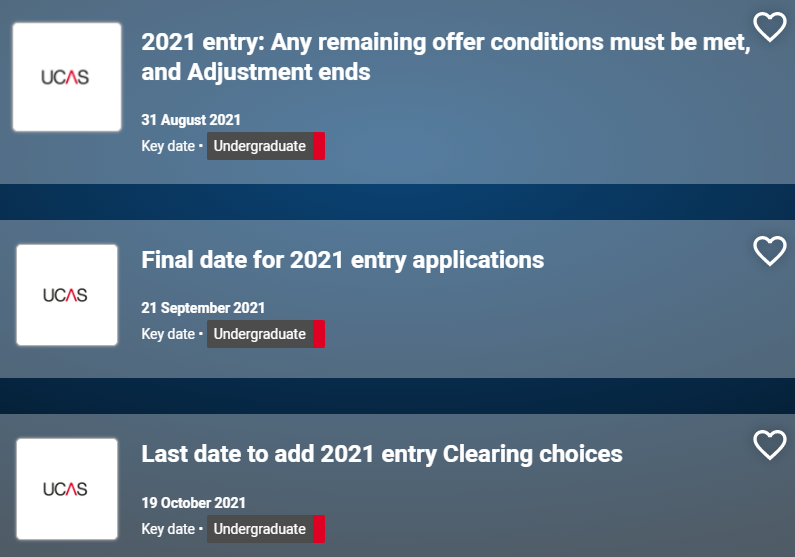 UCAS
2021 entry: Any remaining offer conditions must be met,
and Adjustment ends
31 August 2021
Key date • Undergraduate
UCAS
Final date for 2021 entry applications
21 September 2021
Key date • Undergraduate
UCAS
Last date to add 2021 entry Clearing choices
19 October 2021
Key date • Undergraduate